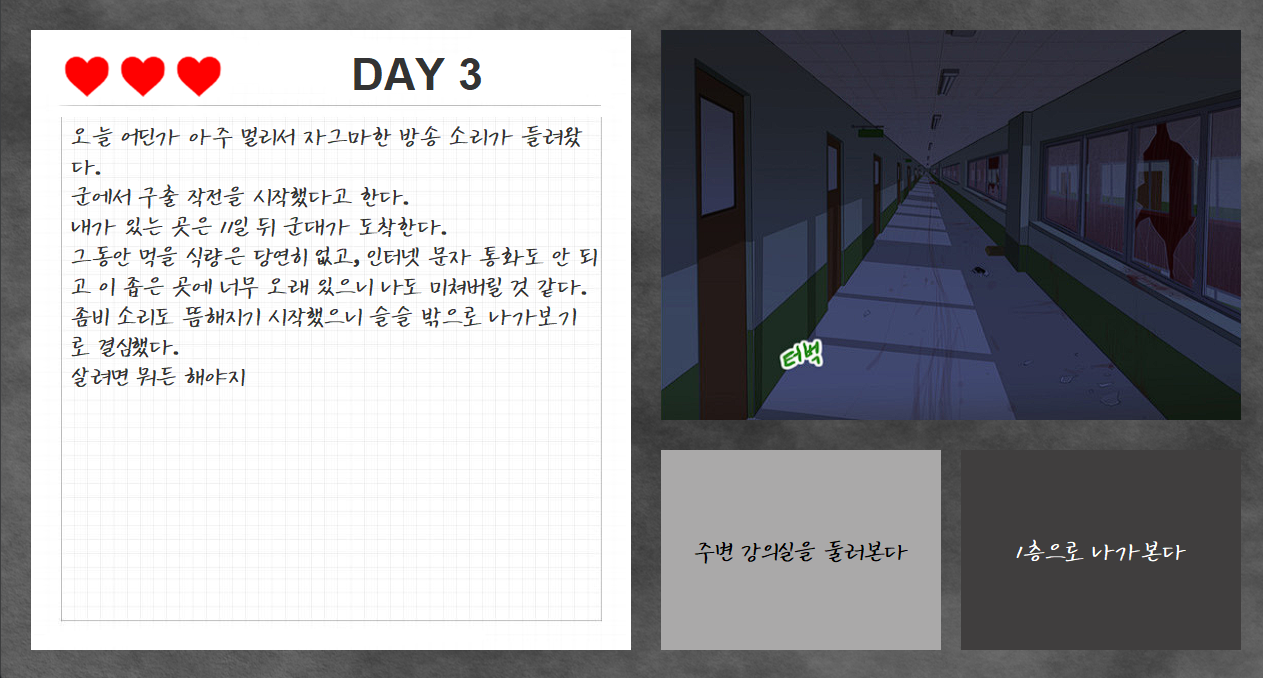 DAY 3
오늘 어딘가 아주 멀리서 자그마한 방송 소리가 들려왔
다.
군에서 구출 작전을 시작했다고 한다.
내가 있는 곳은 11일 뒤 군대가 도착한다.
그동안 먹을 식량은 당연히 없고, 인터넷 문자 통화도 안 되
고 이 좁은 곳에 너무 오래 있으니 나도 미쳐버릴 것 같다.
좀비 소리도 뜸해지기 시작했으니 슬슬 밖으로 나가보기
로 결심했다.
살려면 뭐든 해야지
터벅
주변 강의실을 둘러본다
1층으로 나가본다